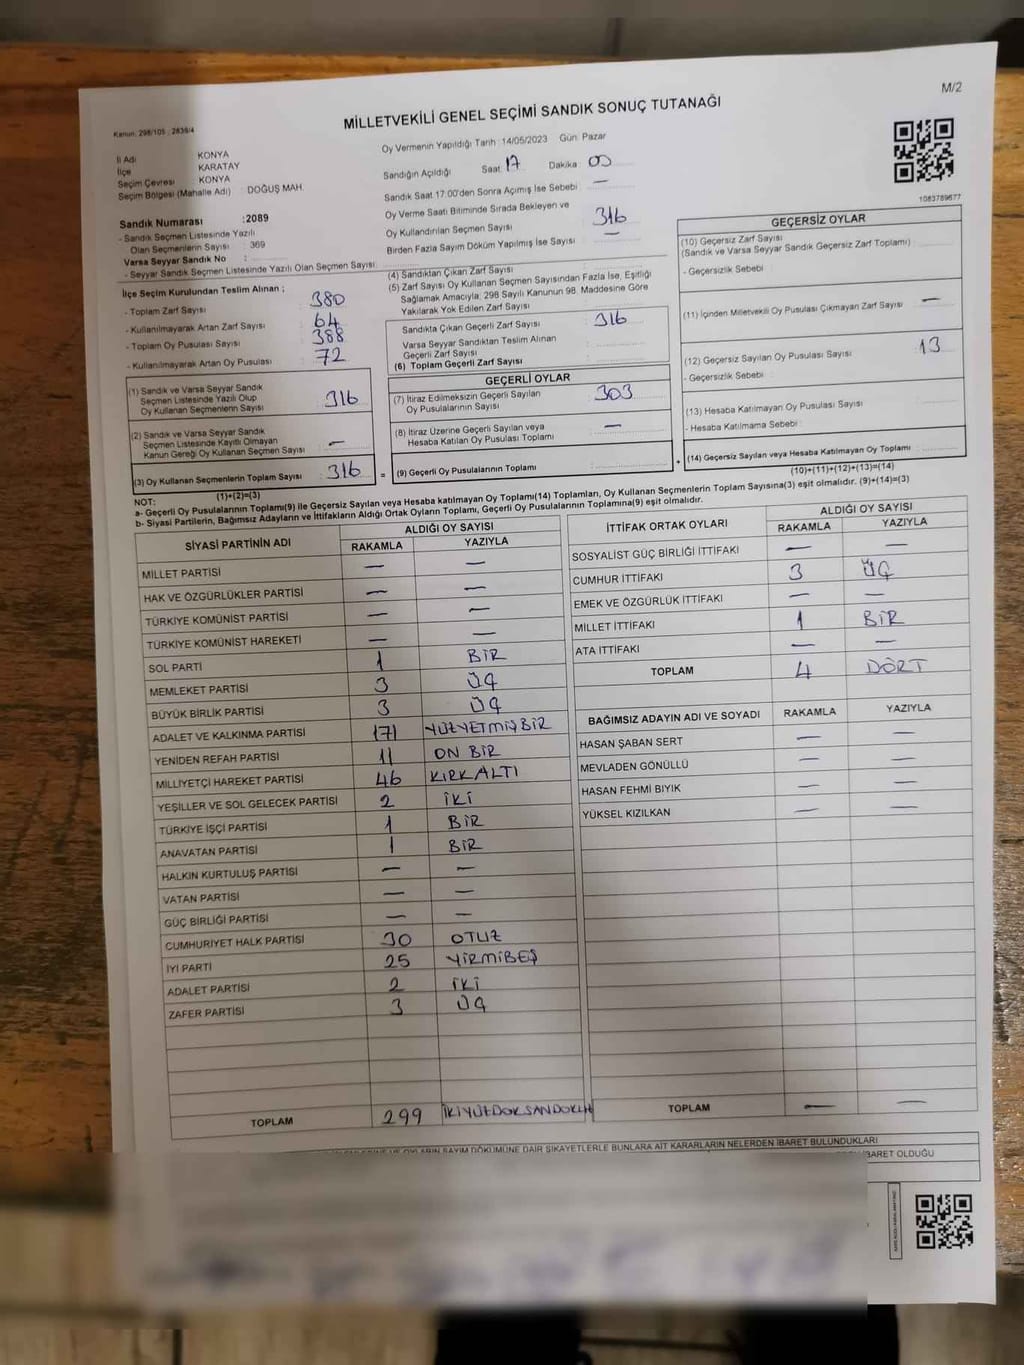 M/2
MİLLETVEKİLİ GENEL SEÇİMİ SANDIK SONUÇ TUTANAĞI
Kanun: 298/105 ; 2839/4
Oy Vermenin Yapıldığı Tarih : 14/05/2023 Gün: Pazar
İl Adı KONYA
İlçe KARATAY
Seçim Çevresi KONYA
Seçim Bölgesi (Mahalle Adı) : DOĞUŞ MAH.
Sandığın Açıldığı Saat : 17 Dakika 00
Sandık Saat 17:00'den Sonra Açımış İse Sebebi : —
Oy Verme Saati Bitiminde Sırada Bekleyen ve
Oy Kullandırılan Seçmen Sayısı : 316
Birden Fazla Sayım Döküm Yapılmış İse Sayısı : —
1083789677
Sandık Numarası :2089
- Sandık Seçmen Listesinde Yazılı
Olan Seçmenlerin Sayısı : 369
Varsa Seyyar Sandık No :
- Seyyar Sandık Seçmen Listesinde Yazılı Olan Seçmen Sayısı :
İlçe Seçim Kurulundan Teslim Alınan ;
- Toplam Zarf Sayısı : 380
- Kullanılmayarak Artan Zarf Sayısı : 64
- Toplam Oy Pusulası Sayısı : 388
- Kullanılmayarak Artan Oy Pusulası : 72
(1) Sandık ve Varsa Seyyar Sandık
Seçmen Listesinde Yazılı Olup
Oy Kullanan Seçmenlerin Sayısı : 316
(2) Sandık ve Varsa Seyyar Sandık
Seçmen Listesinde Kayıtlı Olmayan
Kanun Gereği Oy Kullanan Seçmen Sayısı : —
(3) Oy Kullanan Seçmenlerin Toplam Sayısı : 316
(1)+(2)=(3)
(4) Sandıktan Çıkan Zarf Sayısı :
(5) Zarf Sayısı Oy Kullanan Seçmen Sayısından Fazla İse, Eşitliği
Sağlamak Amacıyla; 298 Sayılı Kanunun 98. Maddesine Göre
Yakılarak Yok Edilen Zarf Sayısı :
Sandıkta Çıkan Geçerli Zarf Sayısı : 316
Varsa Seyyar Sandıktan Teslim Alınan
Geçerli Zarf Sayısı :
(6) Toplam Geçerli Zarf Sayısı :
GEÇERLİ OYLAR
(7) İtiraz Edilmeksizin Geçerli Sayılan
Oy Pusulalarının Sayısı : 303
(8) İtiraz Üzerine Geçerli Sayılan veya
Hesaba Katılan Oy Pusulası Toplamı : —
=
(9) Geçerli Oy Pusulalarının Toplamı :
+
GEÇERSİZ OYLAR
(10) Geçersiz Zarf Sayısı
(Sandık ve Varsa Seyyar Sandık Geçersiz Zarf Toplamı) :
- Geçersizlik Sebebi :
(11) İçinden Milletvekili Oy Pusulası Çıkmayan Zarf Sayısı : —
(12) Geçersiz Sayılan Oy Pusulası Sayısı : 13
- Geçersizlik Sebebi :
(13) Hesaba Katılmayan Oy Pusulası Sayısı :
- Hesaba Katılmama Sebebi :
(14) Geçersiz Sayılan veya Hesaba Katılmayan Oy Toplamı :
(10)+(11)+(12)+(13)=(14)
NOT:
a- Geçerli Oy Pusulalarının Toplamı(9) ile Geçersiz Sayılan veya Hesaba katılmayan Oy Toplamı(14) Toplamları, Oy Kullanan Seçmenlerin Toplam Sayısına(3) eşit olmalıdır. (9)+(14)=(3)
b- Siyasi Partilerin, Bağımsız Adayların ve İttifakların Aldığı Ortak Oyların Toplamı, Geçerli Oy Pusulalarının Toplamına(9) eşit olmalıdır.
SİYASİ PARTİNİN ADI ALDIĞI OY SAYISI
RAKAMLA YAZIYLA
MİLLET PARTİSİ — —
HAK VE ÖZGÜRLÜKLER PARTİSİ — —
TÜRKİYE KOMÜNİST PARTİSİ — —
TÜRKİYE KOMÜNİST HAREKETİ — —
SOL PARTİ 1 BİR
MEMLEKET PARTİSİ 3 ÜÇ
BÜYÜK BİRLİK PARTİSİ 3 ÜÇ
ADALET VE KALKINMA PARTİSİ 171 YÜZYETMİŞBİR
YENİDEN REFAH PARTİSİ 11 ON BİR
MİLLİYETÇİ HAREKET PARTİSİ 46 KIRKALTI
YEŞİLLER VE SOL GELECEK PARTİSİ 2 İKİ
TÜRKİYE İŞÇİ PARTİSİ 1 BİR
ANAVATAN PARTİSİ 1 BİR
HALKIN KURTULUŞ PARTİSİ — —
VATAN PARTİSİ — —
GÜÇ BİRLİĞİ PARTİSİ — —
CUMHURİYET HALK PARTİSİ 30 OTUZ
İYİ PARTİ 25 YİRMİBEŞ
ADALET PARTİSİ 2 İKİ
ZAFER PARTİSİ 3 ÜÇ
TOPLAM 299 İKİYÜZDOKSANDOKUZ
İTTİFAK ORTAK OYLARI ALDIĞI OY SAYISI
RAKAMLA YAZIYLA
SOSYALİST GÜÇ BİRLİĞİ İTTİFAKI — —
CUMHUR İTTİFAKI 3 ÜÇ
EMEK VE ÖZGÜRLÜK İTTİFAKI — —
MİLLET İTTİFAKI 1 BİR
ATA İTTİFAKI — —
TOPLAM 4 DÖRT
BAĞIMSIZ ADAYIN ADI VE SOYADI RAKAMLA YAZIYLA
HASAN ŞABAN SERT — —
MEVLADEN GÖNÜLLÜ — —
HASAN FEHMİ BIYIK — —
YÜKSEL KIZILKAN — —
TOPLAM — —
OYLARIN SAYIM DÖKÜMÜNE DAİR ŞİKAYETLERLE BUNLARA AİT KARARLARIN NELERDEN İBARET BULUNDUKLARI
İBARET OLDUĞU